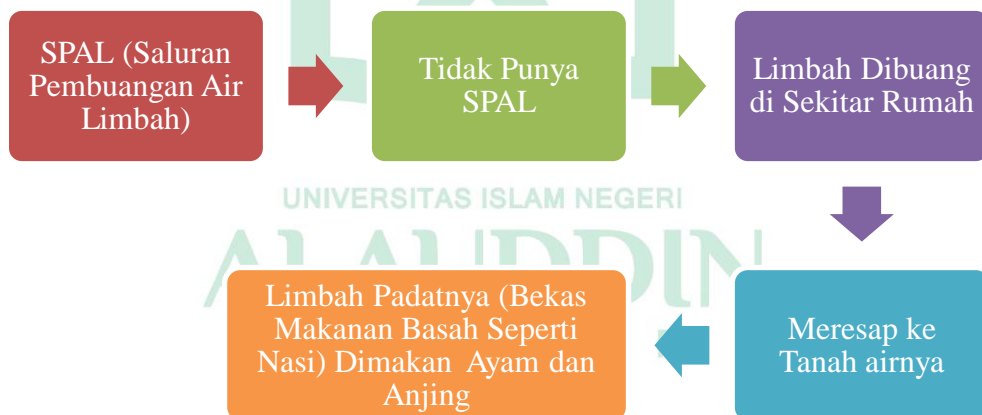 SPAL (Saluran
Pembuangan Air
Limbah)
Tidak Punya
SPAL
Limbah Dibuang
di Sekitar Rumah
UNIVERSITAS ISLAM NEGERI
ALAUDDIN
Meresap ke
Tanah airnya
Limbah Padatnya (Bekas
Makanan Basah Seperti
Nasi) Dimakan Ayam dan
Anjing